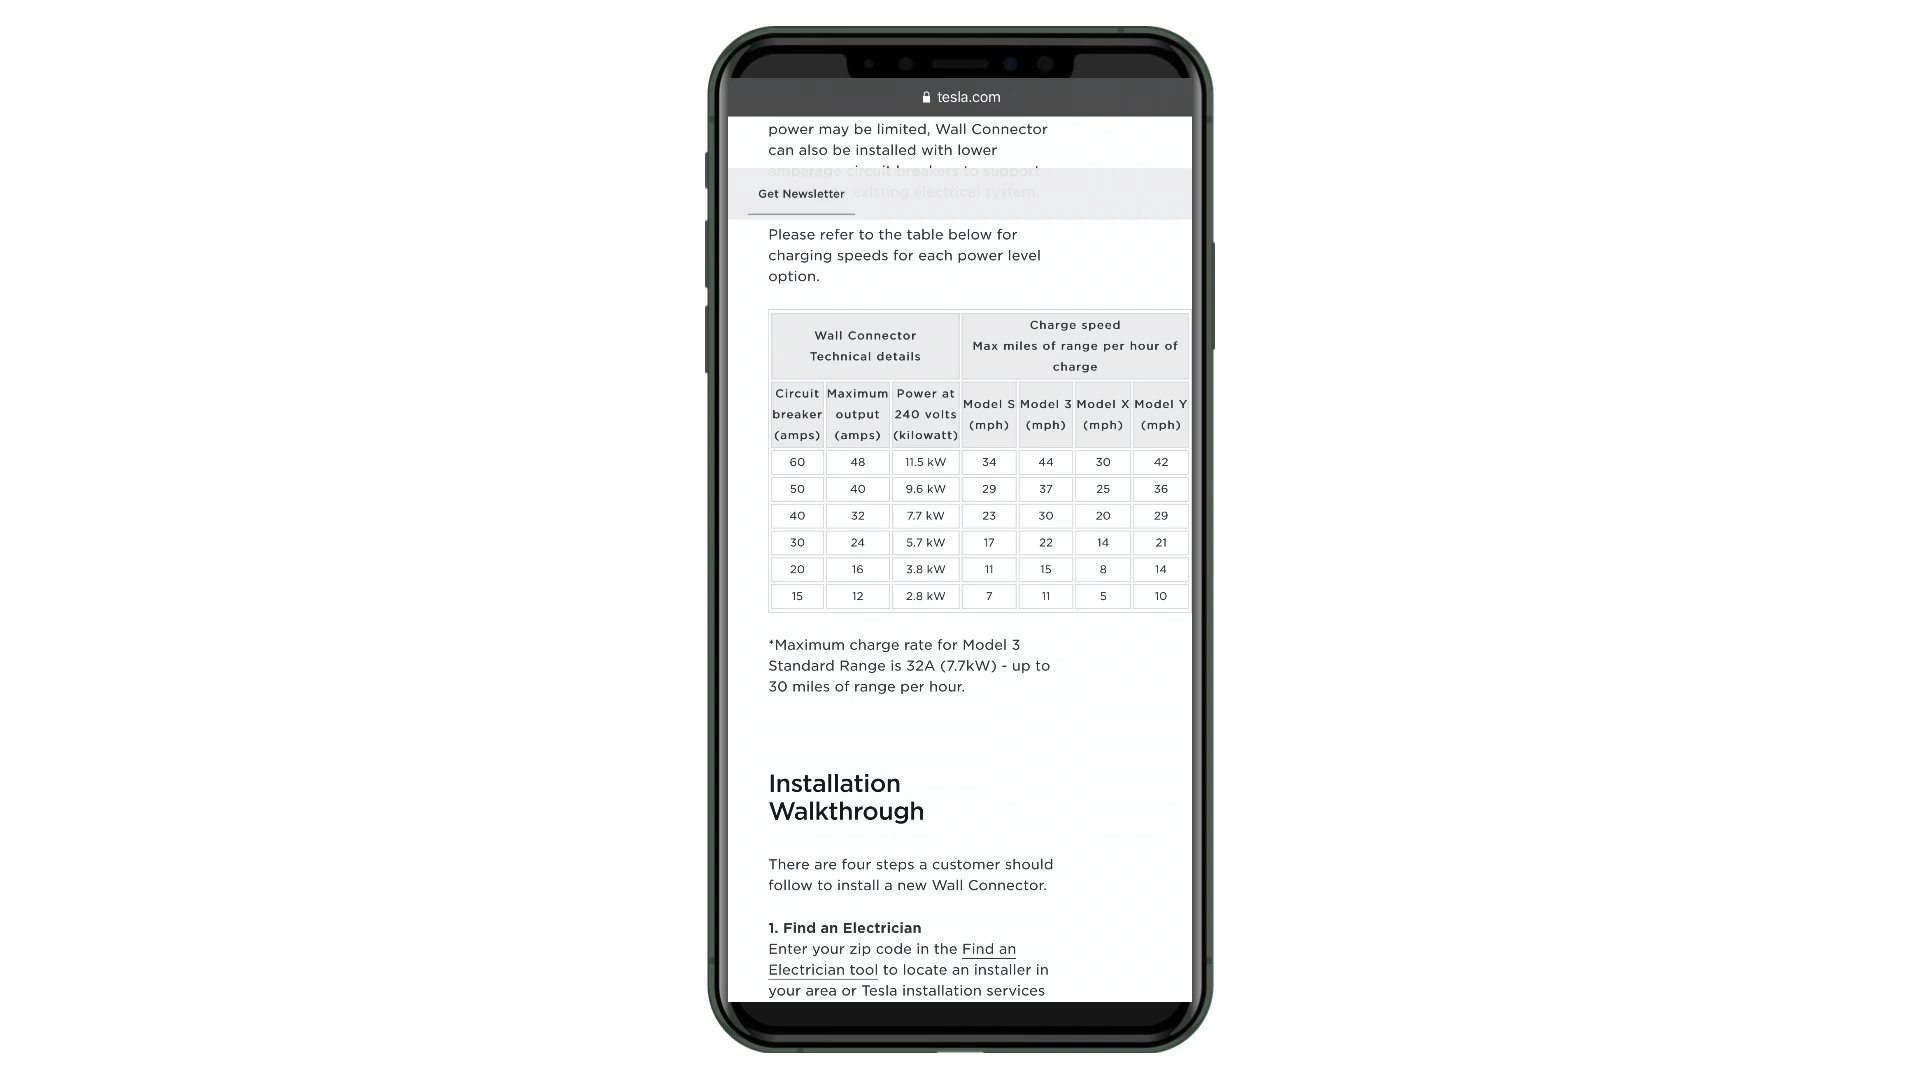 tesla.com
power may be limited, Wall Connector
can also be installed with lower
amperage circuit breakers to support
existing electrical system.
Get Newsletter
Please refer to the table below for
charging speeds for each power level
option.
Wall Connector
Technical details
Charge speed
Max miles of range per hour of
charge
Circuit breaker (amps) Maximum output (amps) Power at 240 volts (kilowatt) Model S (mph) Model 3 (mph) Model X (mph) Model Y (mph)
60 48 11.5 kW 34 44 30 42
50 40 9.6 kW 29 37 25 36
40 32 7.7 kW 23 30 20 29
30 24 5.7 kW 17 22 14 21
20 16 3.8 kW 11 15 8 14
15 12 2.8 kW 7 11 5 10
*Maximum charge rate for Model 3
Standard Range is 32A (7.7kW) - up to
30 miles of range per hour.
Installation
Walkthrough
There are four steps a customer should
follow to install a new Wall Connector.
1. Find an Electrician
Enter your zip code in the Find an
Electrician tool to locate an installer in
your area or Tesla installation services